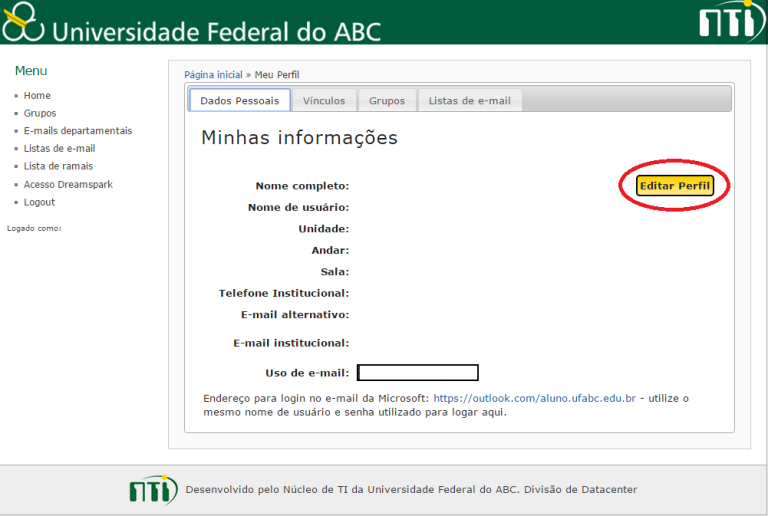 Universidade Federal do ABC
nTi
Menu
Home
Grupos
E-mails departamentais
Listas de e-mail
Lista de ramais
Acesso Dreamspark
Logout
Logado como:
Página inicial » Meu Perfil
Dados Pessoais Vínculos Grupos Listas de e-mail
Minhas informações
Nome completo:
Editar Perfil
Nome de usuário:
Unidade:
Andar:
Sala:
Telefone Institucional:
E-mail alternativo:
E-mail institucional:
Uso de e-mail:
Endereço para login no e-mail da Microsoft: https://outlook.com/aluno.ufabc.edu.br - utilize o
mesmo nome de usuário e senha utilizado para logar aqui.
nTi Desenvolvido pelo Núcleo de TI da Universidade Federal do ABC. Divisão de Datacenter